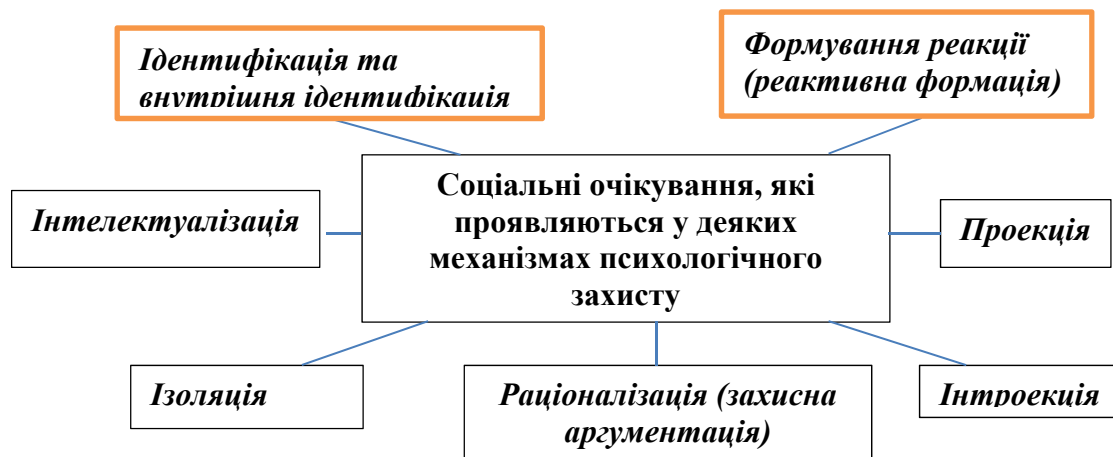 Ідентифікація та
внутрішня ідентифікація
Формування реакції
(реактивна формація)
Соціальні очікування, які
проявляються у деяких
механізмах психологічного
захисту
Інтелектуалізація
Проекція
Ізоляція
Раціоналізація (захисна
аргументація)
Інтроекція